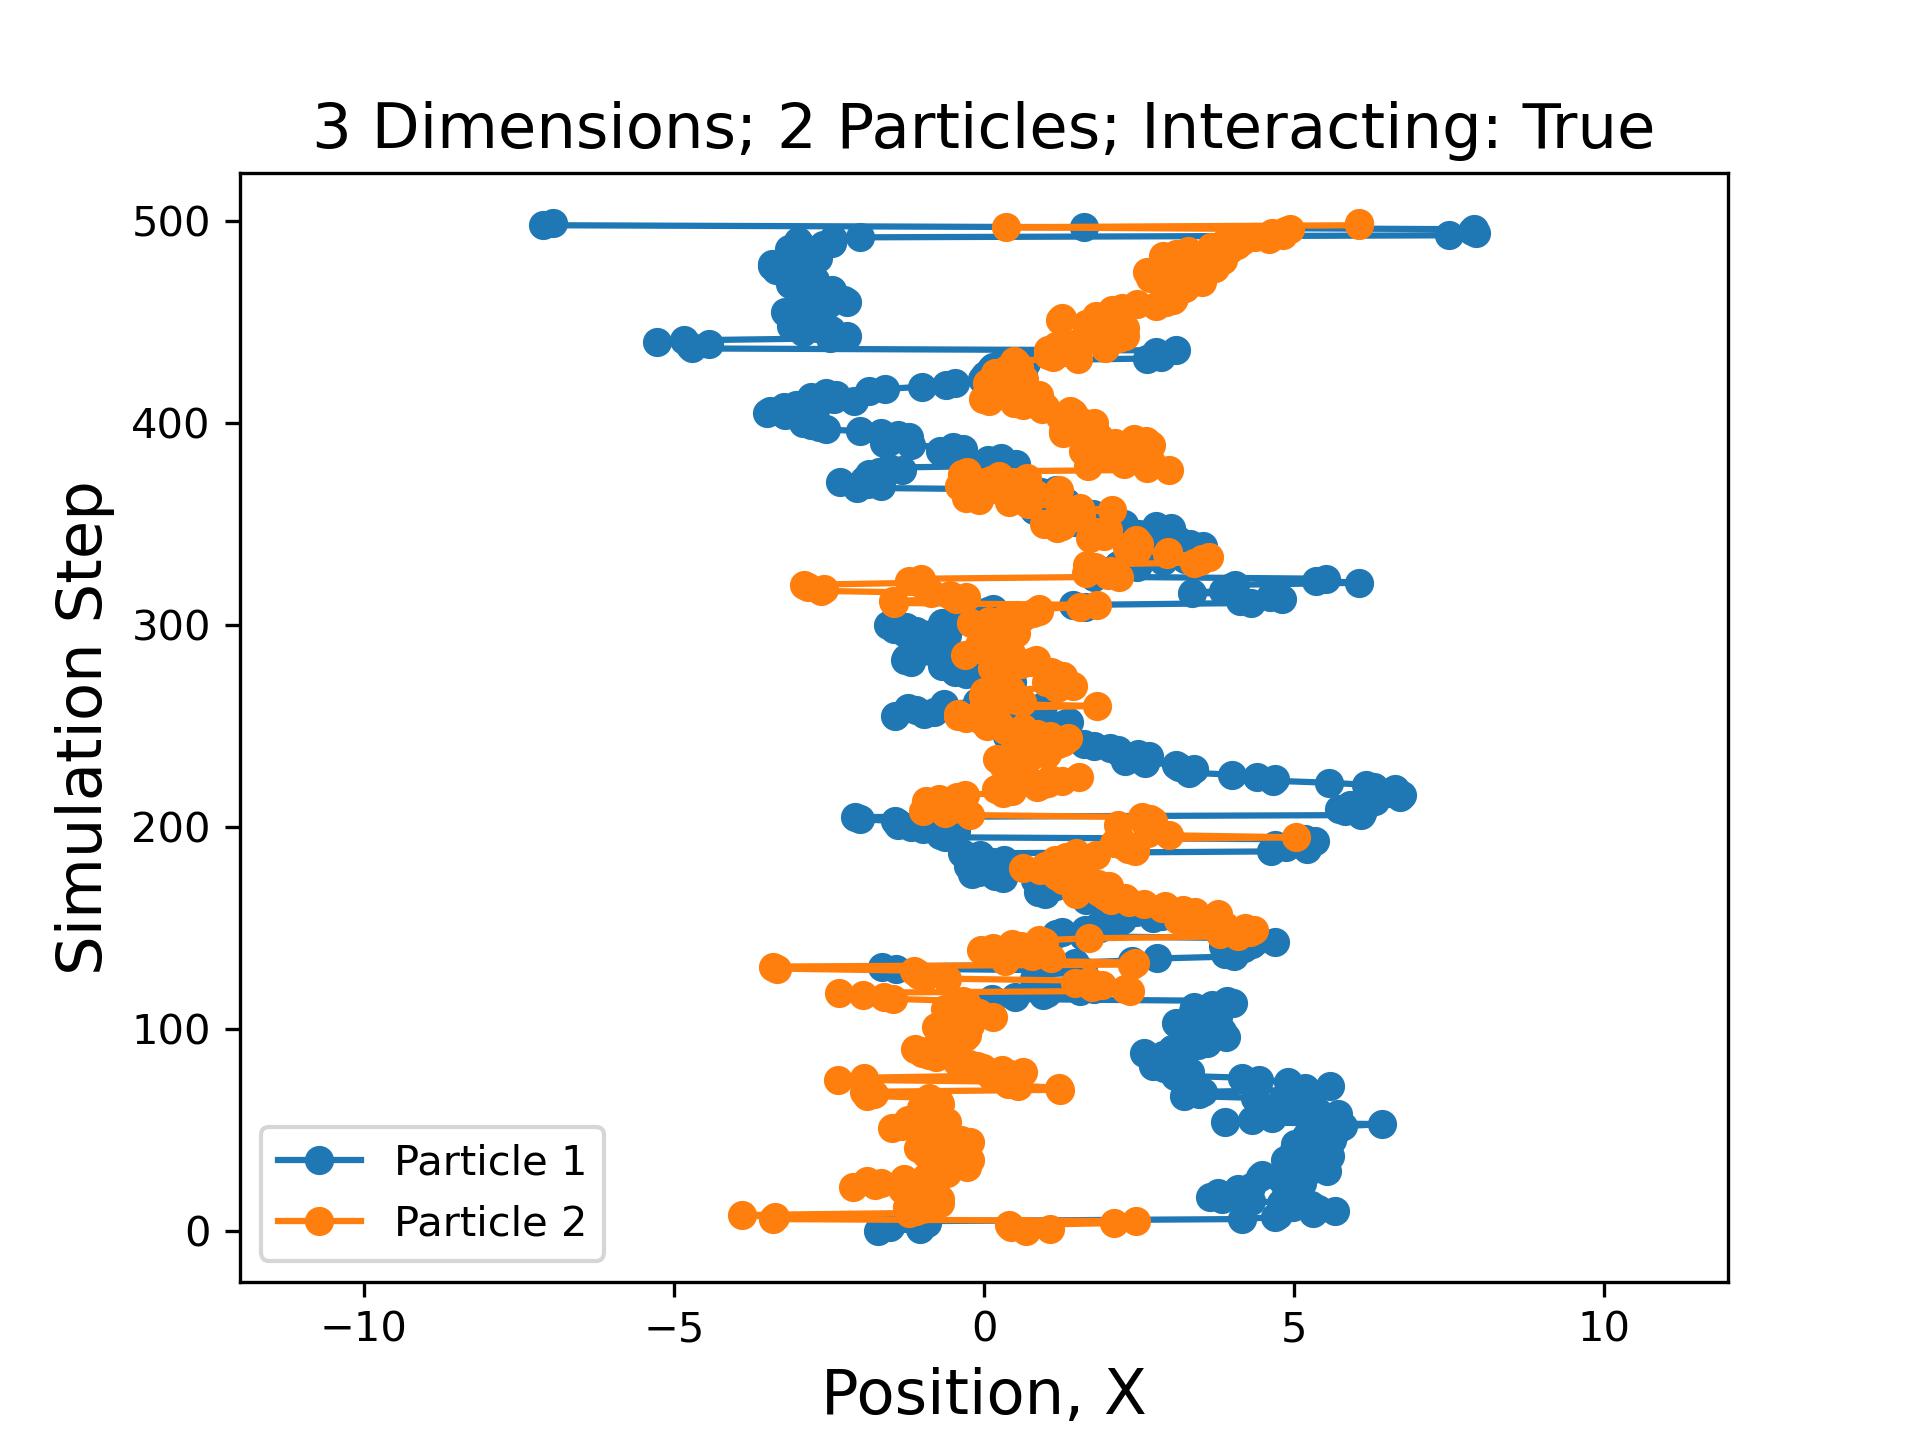 3 Dimensions; 2 Particles; Interacting: True
500
400
300
200
100
0
Simulation Step
Particle 1
Particle 2
−10
−5
0
5
10
Position, X